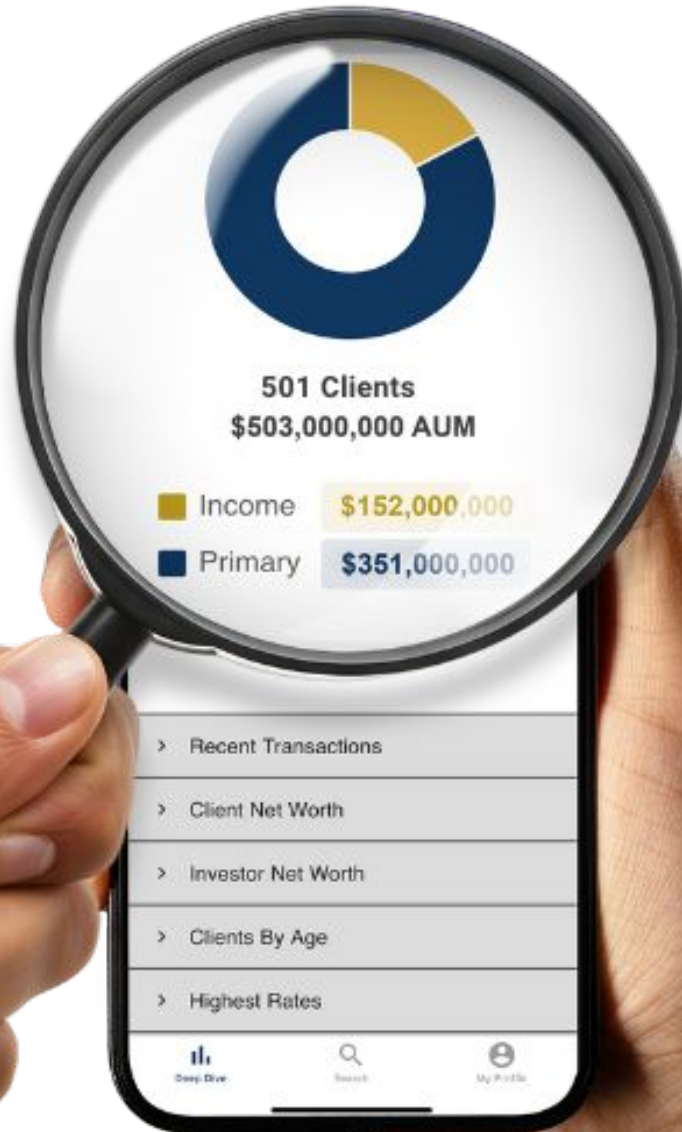 501 Clients
$503,000,000 AUM
Income $152,000,000
Primary $351,000,000
> Recent Transactions
> Client Net Worth
> Investor Net Worth
> Clients By Age
> Highest Rates
Deep Dive Search My Profile